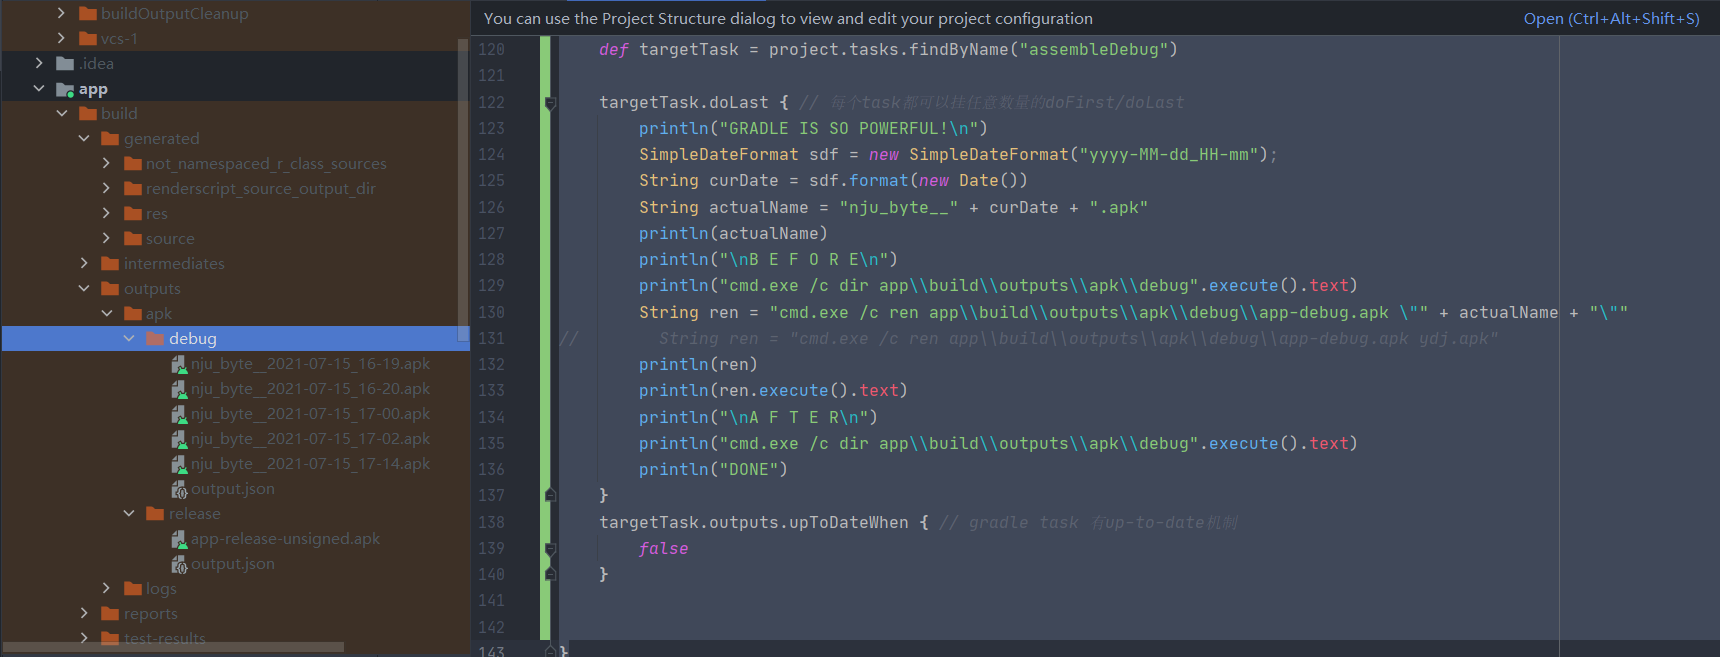 buildOutputCleanup
vcs-1
.idea
app
build
generated
not_namespaced_r_class_sources
renderscript_source_output_dir
res
source
intermediates
outputs
apk
debug
nju_byte__2021-07-15_16-19.apk
nju_byte__2021-07-15_16-20.apk
nju_byte__2021-07-15_17-00.apk
nju_byte__2021-07-15_17-02.apk
nju_byte__2021-07-15_17-14.apk
output.json
release
app-release-unsigned.apk
output.json
logs
reports
test-results
You can use the Project Structure dialog to view and edit your project configuration
Open (Ctrl+Alt+Shift+S)
120 def targetTask = project.tasks.findByName("assembleDebug")
121
122 targetTask.doLast { // 每个task都可以挂任意数量的doFirst/doLast
123 println("GRADLE IS SO POWERFUL!\n")
124 SimpleDateFormat sdf = new SimpleDateFormat("yyyy-MM-dd_HH-mm");
125 String curDate = sdf.format(new Date())
126 String actualName = "nju_byte__" + curDate + ".apk"
127 println(actualName)
128 println("\nB E F O R E\n")
129 println("cmd.exe /c dir app\\build\\outputs\\apk\\debug".execute().text)
130 String ren = "cmd.exe /c ren app\\build\\outputs\\apk\\debug\\app-debug.apk \"" + actualName + "\""
131 // String ren = "cmd.exe /c ren app\\build\\outputs\\apk\\debug\\app-debug.apk ydj.apk"
132 println(ren)
133 println(ren.execute().text)
134 println("\nA F T E R\n")
135 println("cmd.exe /c dir app\\build\\outputs\\apk\\debug".execute().text)
136 println("DONE")
137 }
138 targetTask.outputs.upToDateWhen { // gradle task 有up-to-date机制
139 false
140 }
141
142
143 }